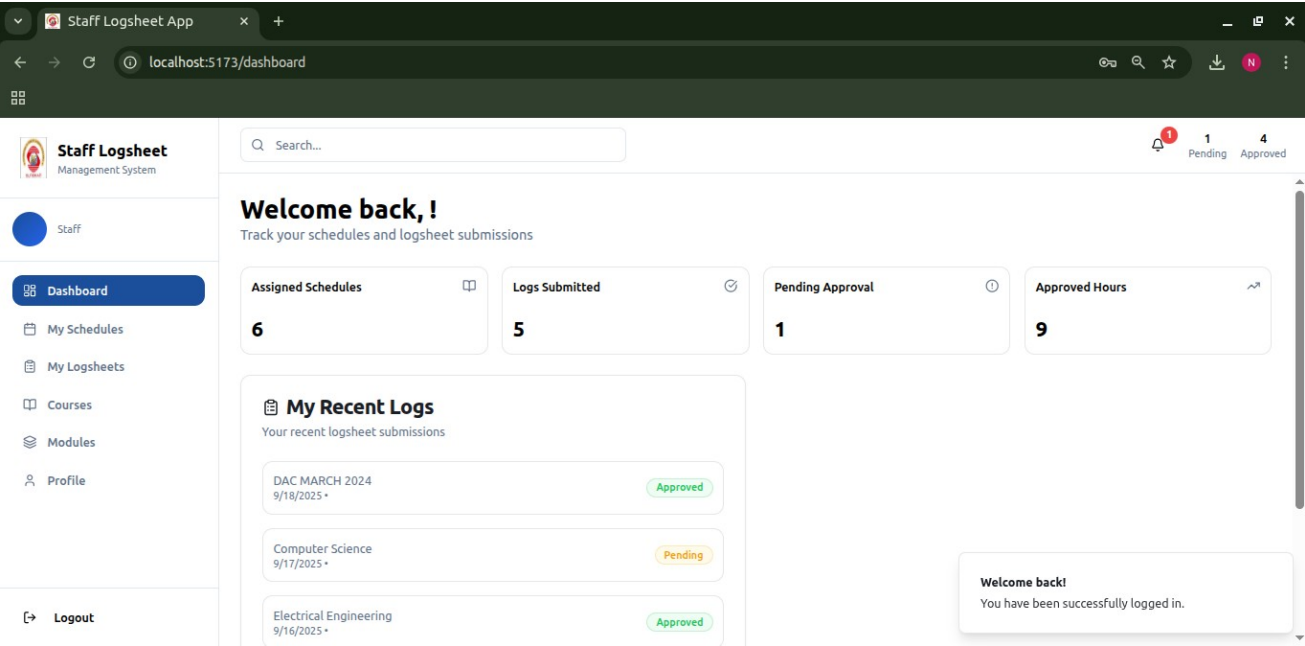 Staff Logsheet App
localhost:5173/dashboard
N
Staff Logsheet
Management System
Search...
1
1
Pending
4
Approved
Staff
Dashboard
My Schedules
My Logsheets
Courses
Modules
Profile
Logout
Welcome back, !
Track your schedules and logsheet submissions
Assigned Schedules
6
Logs Submitted
5
Pending Approval
1
Approved Hours
9
My Recent Logs
Your recent logsheet submissions
DAC MARCH 2024
9/18/2025 •
Approved
Computer Science
9/17/2025 •
Pending
Electrical Engineering
9/16/2025 •
Approved
Welcome back!
You have been successfully logged in.